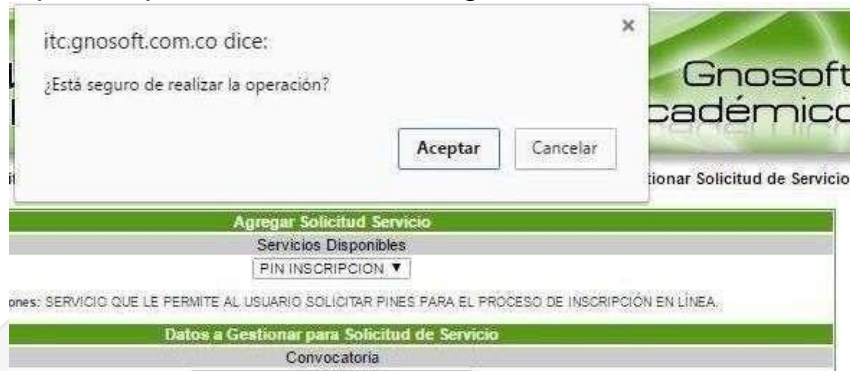 itc.gnosoft.com.co dice:
¿Está seguro de realizar la operación?
Aceptar
Cancelar
Gnosoft
cadémico
tionar Solicitud de Servicio
Agregar Solicitud Servicio
Servicios Disponibles
PIN INSCRIPCION
ones: SERVICIO QUE LE PERMITE AL USUARIO SOLICITAR PINES PARA EL PROCESO DE INSCRIPCIÓN EN LÍNEA.
Datos a Gestionar para Solicitud de Servicio
Convocatoria